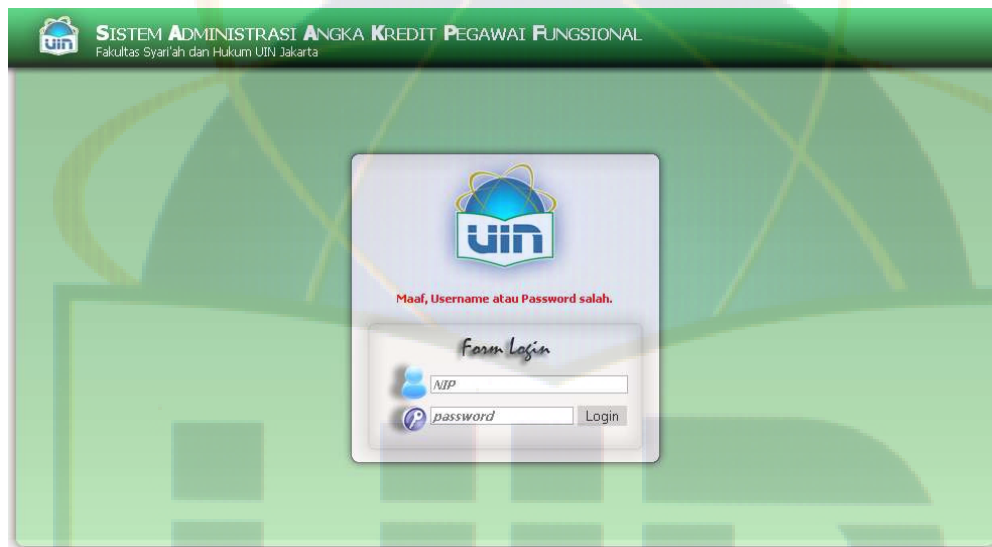 uin
SISTEM ADMINISTRASI ANGKA KREDIT PEGAWAI FUNGSIONAL
Fakultas Syari'ah dan Hukum UIN Jakarta
uin
Maaf, Username atau Password salah.
Form Login
NIP
password
Login